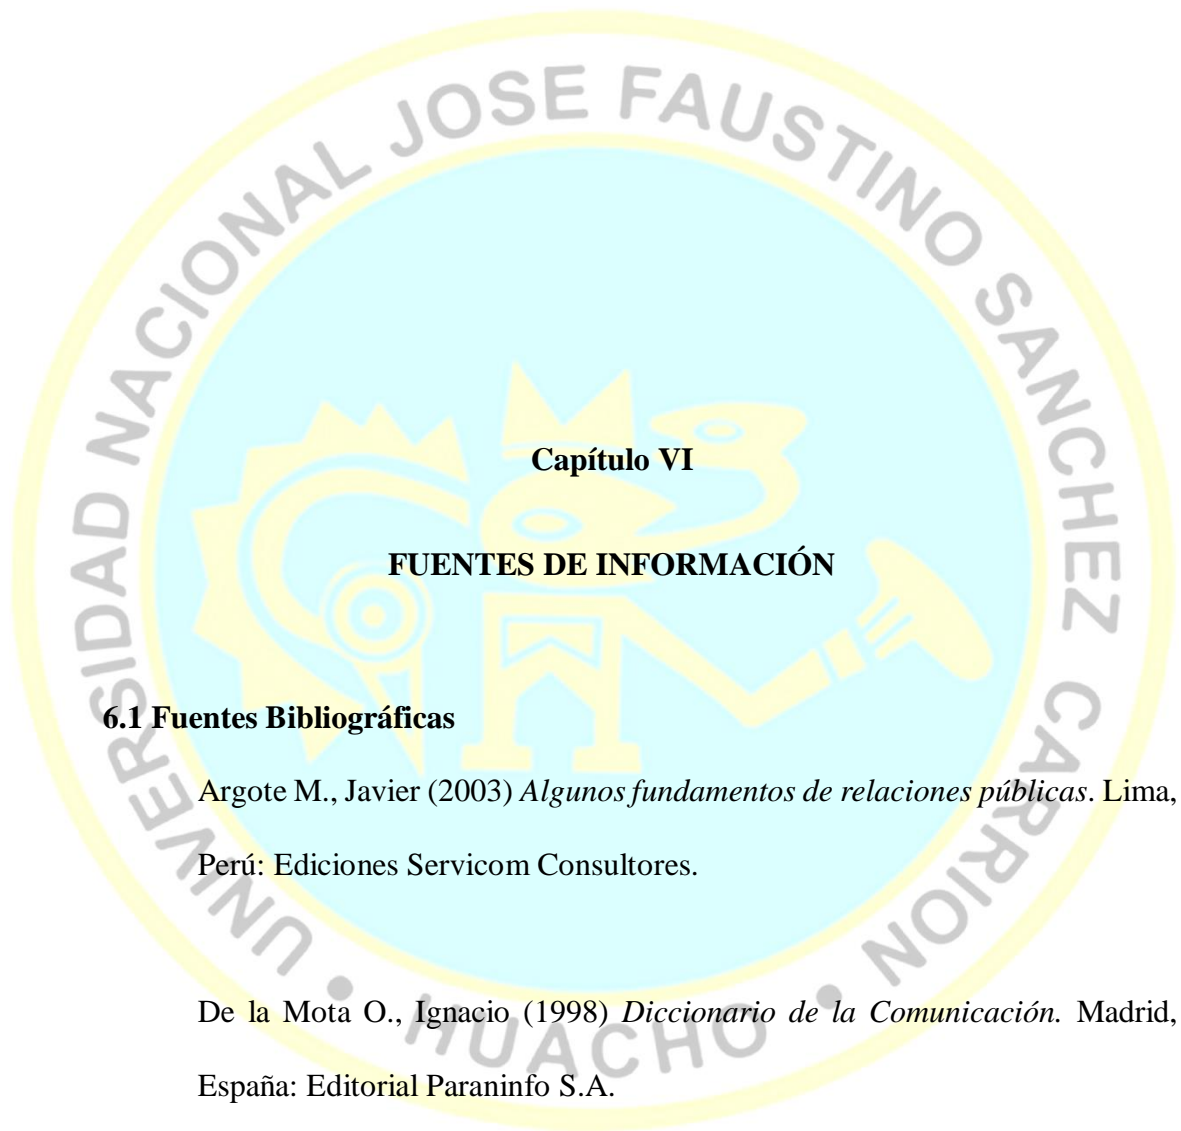 UNIVERSIDAD NACIONAL JOSE FAUSTINO SANCHEZ CARRION
• HUACHO •
Capítulo VI
FUENTES DE INFORMACIÓN
6.1 Fuentes Bibliográficas
Argote M., Javier (2003) Algunos fundamentos de relaciones públicas. Lima,
Perú: Ediciones Servicom Consultores.
De la Mota O., Ignacio (1998) Diccionario de la Comunicación. Madrid,
España: Editorial Paraninfo S.A.